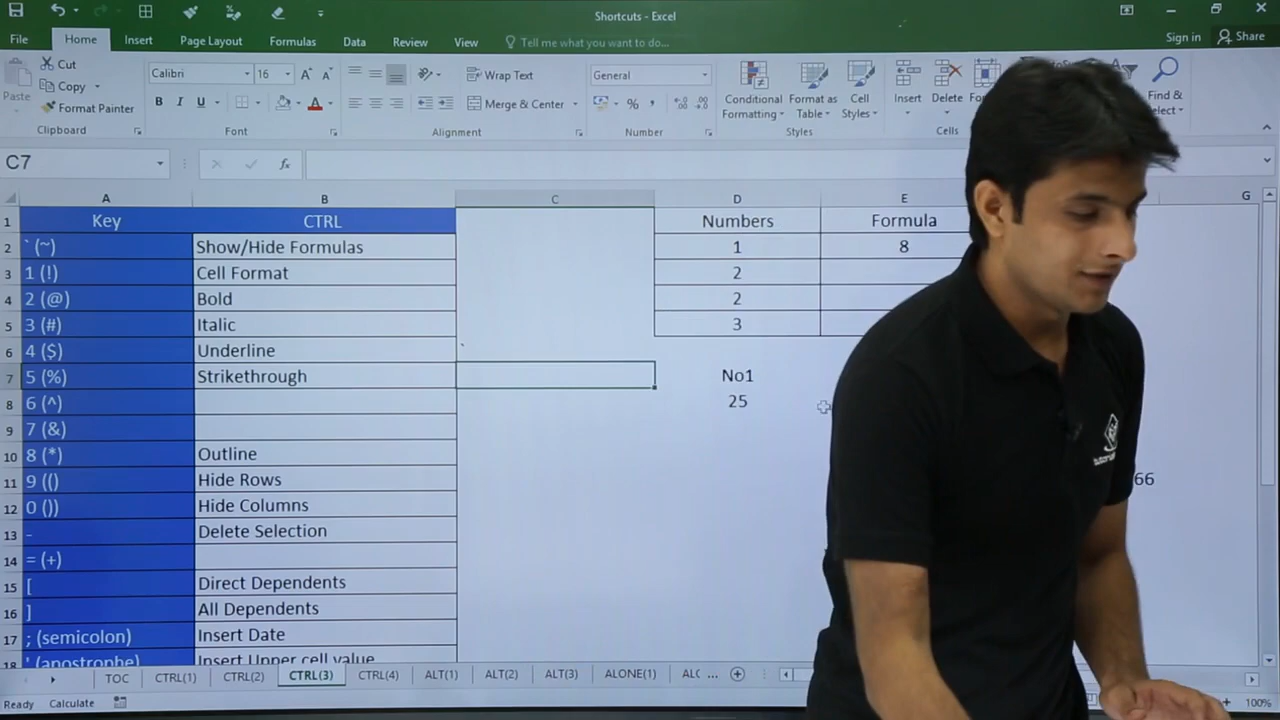 Shortcuts - Excel
File Home Insert Page Layout Formulas Data Review View Tell me what you want to do... Sign in Share
Paste Cut
Copy
Format Painter
Calibri 16
B I U
Wrap Text
Merge & Center
General
%
Conditional Formatting
Format as Table
Cell Styles
Insert Delete
Find & Select
Clipboard Font Alignment Number Styles Cells
C7 fx
A B C D E G
1 Key CTRL Numbers Formula
2 ` (~) Show/Hide Formulas 1 8
3 1 (!) Cell Format 2
4 2 (@) Bold 2
5 3 (#) Italic 3
6 4 ($) Underline `
7 5 (%) Strikethrough No1
8 6 (^) 25
9 7 (&)
10 8 (*) Outline
11 9 (() Hide Rows 66
12 0 ()) Hide Columns
13 - Delete Selection
14 = (+)
15 [ Direct Dependents
16 ] All Dependents
17 ; (semicolon) Insert Date
18 ' (apostrophe) Insert Upper cell value
TOC CTRL(1) CTRL(2) CTRL(3) CTRL(4) ALT(1) ALT(2) ALT(3) ALONE(1) ALC ...
Ready Calculate 100%